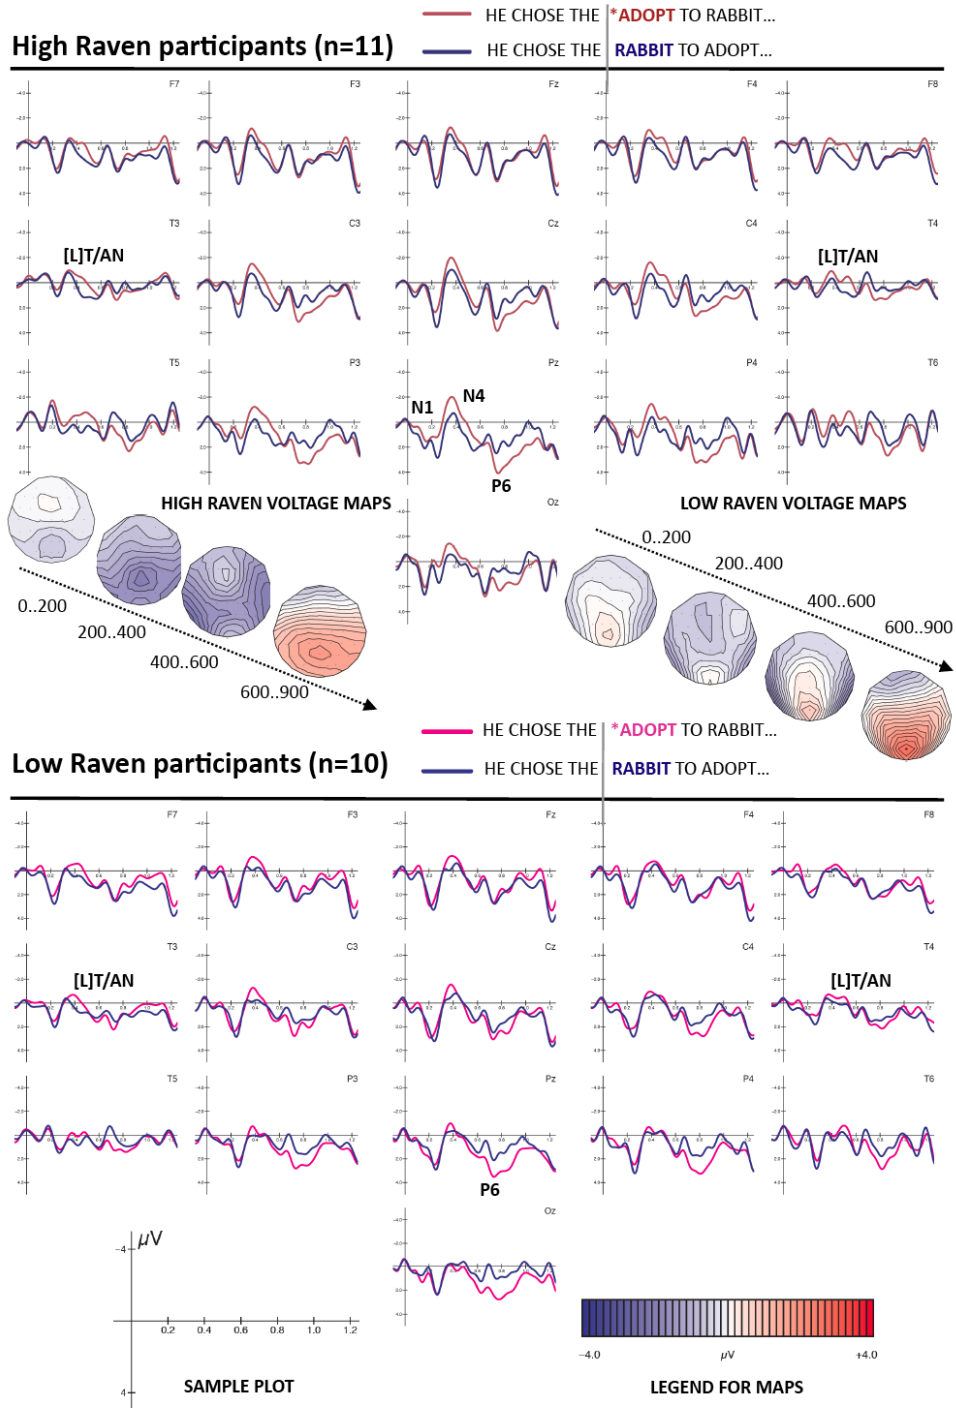 HE CHOSE THE *ADOPT TO RABBIT...
High Raven participants (n=11)
HE CHOSE THE RABBIT TO ADOPT...
F7 F3 Fz F4 F8
T3 C3 Cz C4 T4
[L]T/AN [L]T/AN
T5 P3 Pz P4 T6
N1 N4
P6
HIGH RAVEN VOLTAGE MAPS
Oz
LOW RAVEN VOLTAGE MAPS
0..200
200..400
400..600
600..900
0..200
200..400
400..600
600..900
HE CHOSE THE *ADOPT TO RABBIT...
Low Raven participants (n=10)
HE CHOSE THE RABBIT TO ADOPT...
F7 F3 Fz F4 F8
T3 C3 Cz C4 T4
[L]T/AN [L]T/AN
T5 P3 Pz P4 T6
P6
Oz
µV
-4
0.2 0.4 0.6 0.8 1.0 1.2
4
SAMPLE PLOT
-4.0 µV +4.0
LEGEND FOR MAPS